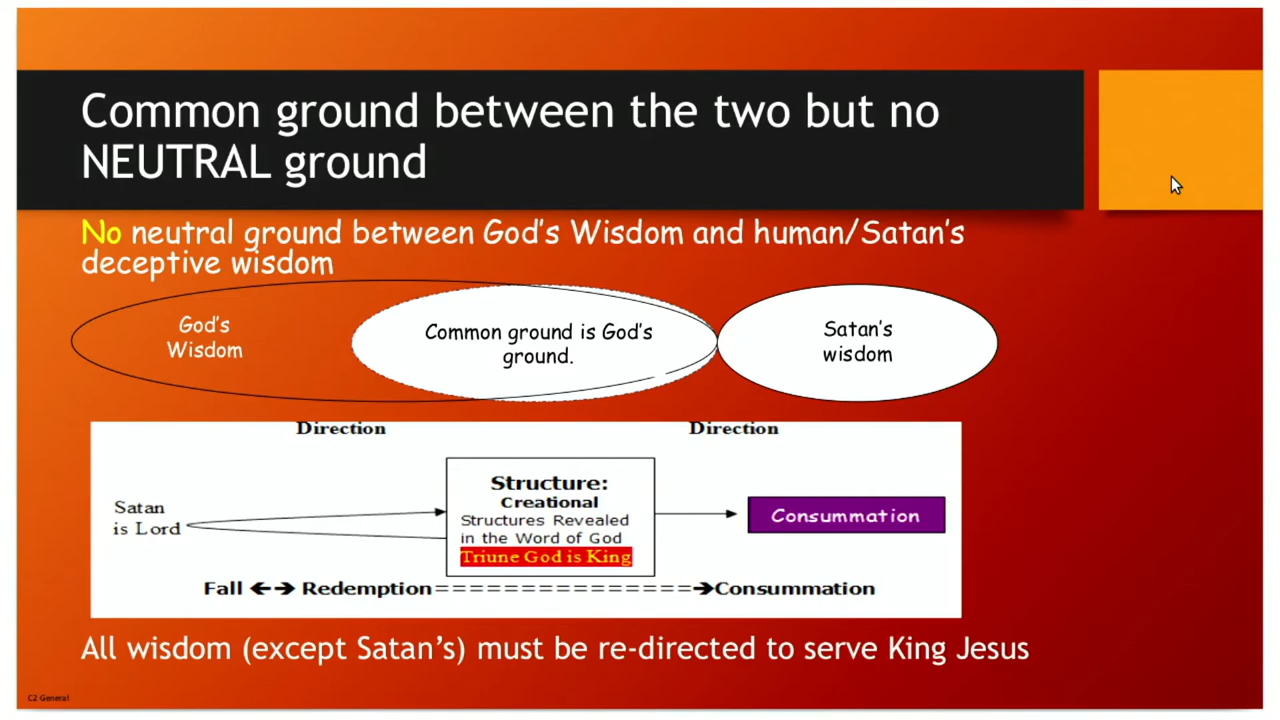 Common ground between the two but no
NEUTRAL ground
No neutral ground between God's Wisdom and human/Satan's
deceptive wisdom
God's
Wisdom
Common ground is God's
ground.
Satan's
wisdom
Direction
Direction
Satan
is Lord
Structure:
Creational
Structures Revealed
in the Word of God
Triune God is King
Consummation
Fall ←→ Redemption===============→Consummation
All wisdom (except Satan's) must be re-directed to serve King Jesus
C2 General